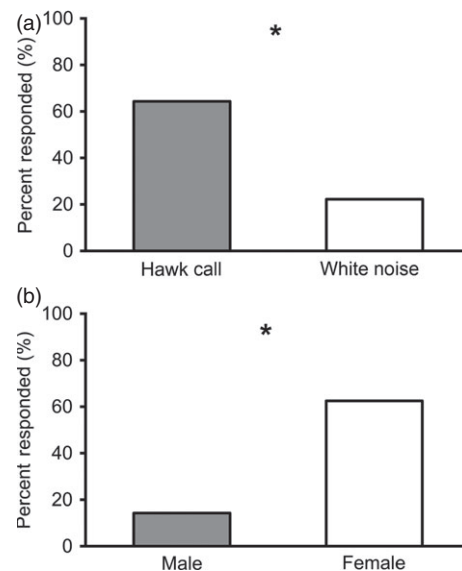 (a)
100
*
80
60
40
20
0
Percent responded (%)
Hawk call White noise
(b)
100
*
80
60
40
20
0
Percent responded (%)
Male Female